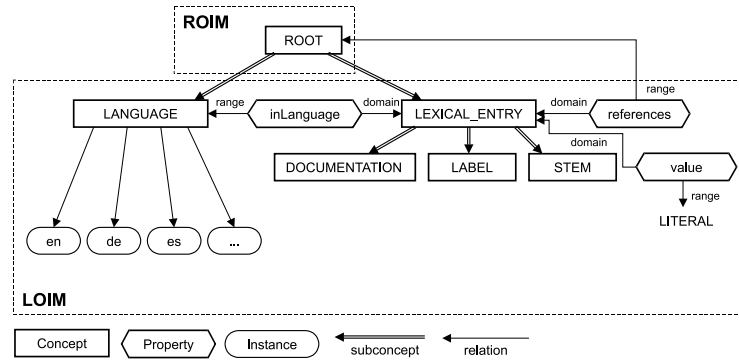 ROIM
ROOT
range
LANGUAGE
range
inLanguage
domain
LEXICAL_ENTRY
domain
references
domain
DOCUMENTATION
LABEL
STEM
value
range
LITERAL
en
de
es
...
LOIM
Concept
Property
Instance
subconcept
relation